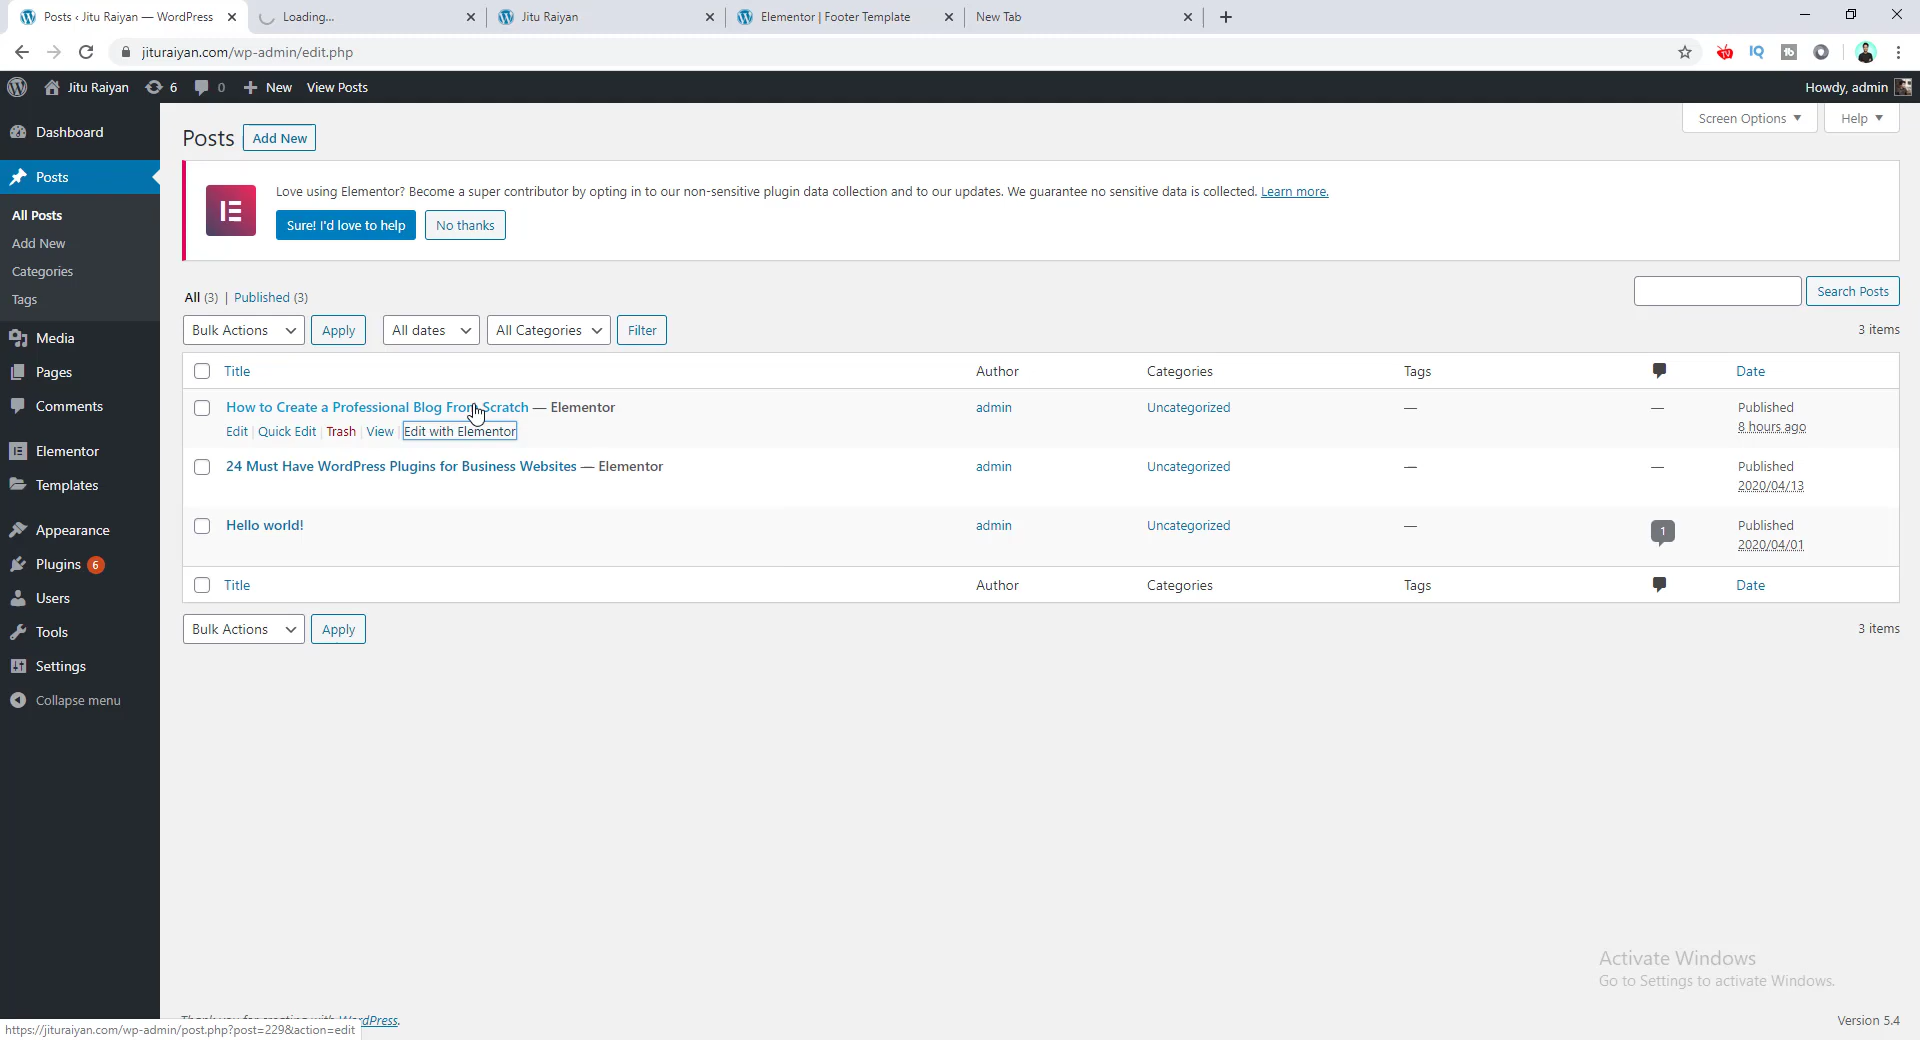 Posts ‹ Jitu Raiyan — WordPress
Loading...
Jitu Raiyan
Elementor | Footer Template
New Tab
jituraiyan.com/wp-admin/edit.php
IQ
tb
Jitu Raiyan
6
0
New
View Posts
Howdy, admin
Dashboard
Posts
All Posts
Add New
Categories
Tags
Media
Pages
Comments
Elementor
Templates
Appearance
Plugins 6
Users
Tools
Settings
Collapse menu
Screen Options
Help
Posts
Add New
Love using Elementor? Become a super contributor by opting in to our non-sensitive plugin data collection and to our updates. We guarantee no sensitive data is collected. Learn more.
Sure! I'd love to help
No thanks
All (3) | Published (3)
Search Posts
Bulk Actions
Apply
All dates
All Categories
Filter
3 items
Title Author Categories Tags Date
How to Create a Professional Blog From Scratch — Elementor admin Uncategorized — — Published
8 hours ago
Edit | Quick Edit | Trash | View | Edit with Elementor
24 Must Have WordPress Plugins for Business Websites — Elementor admin Uncategorized — — Published
2020/04/13
Hello world! admin Uncategorized — 1 Published
2020/04/01
Title Author Categories Tags Date
Bulk Actions
Apply
3 items
Activate Windows
Go to Settings to activate Windows.
Thank you for creating with WordPress.
Version 5.4
https://jituraiyan.com/wp-admin/post.php?post=229&action=edit